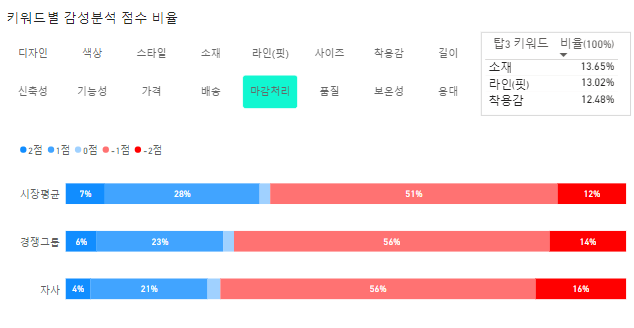 키워드별 감성분석 점수 비율
디자인 색상 스타일 소재 라인(핏) 사이즈 착용감 길이
신축성 기능성 가격 배송 마감처리 품질 보온성 응대
탑3 키워드 비율(100%)
소재 13.65%
라인(핏) 13.02%
착용감 12.48%
2점 1점 0점 -1점 -2점
시장평균 7% 28% 51% 12%
경쟁그룹 6% 23% 56% 14%
자사 4% 21% 56% 16%